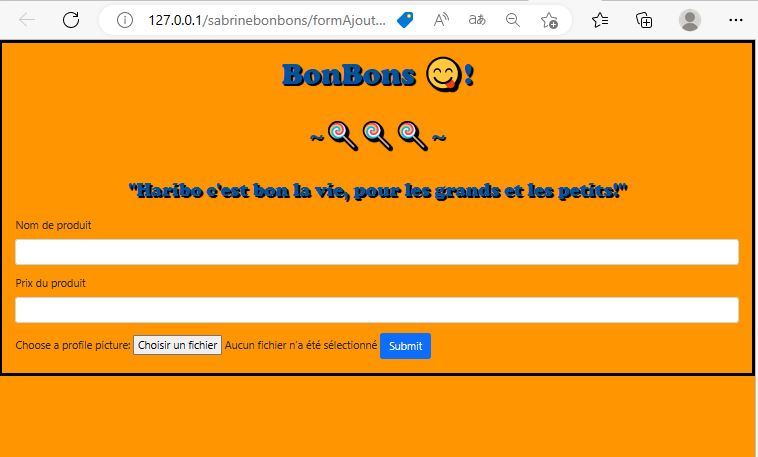 127.0.0.1/sabrinebonbons/formAjout...
BonBons 😋!
~🍭🍭🍭~
"Haribo c'est bon la vie, pour les grands et les petits!"
Nom de produit
Prix du produit
Choose a profile picture: Choisir un fichier Aucun fichier n'a été sélectionné Submit